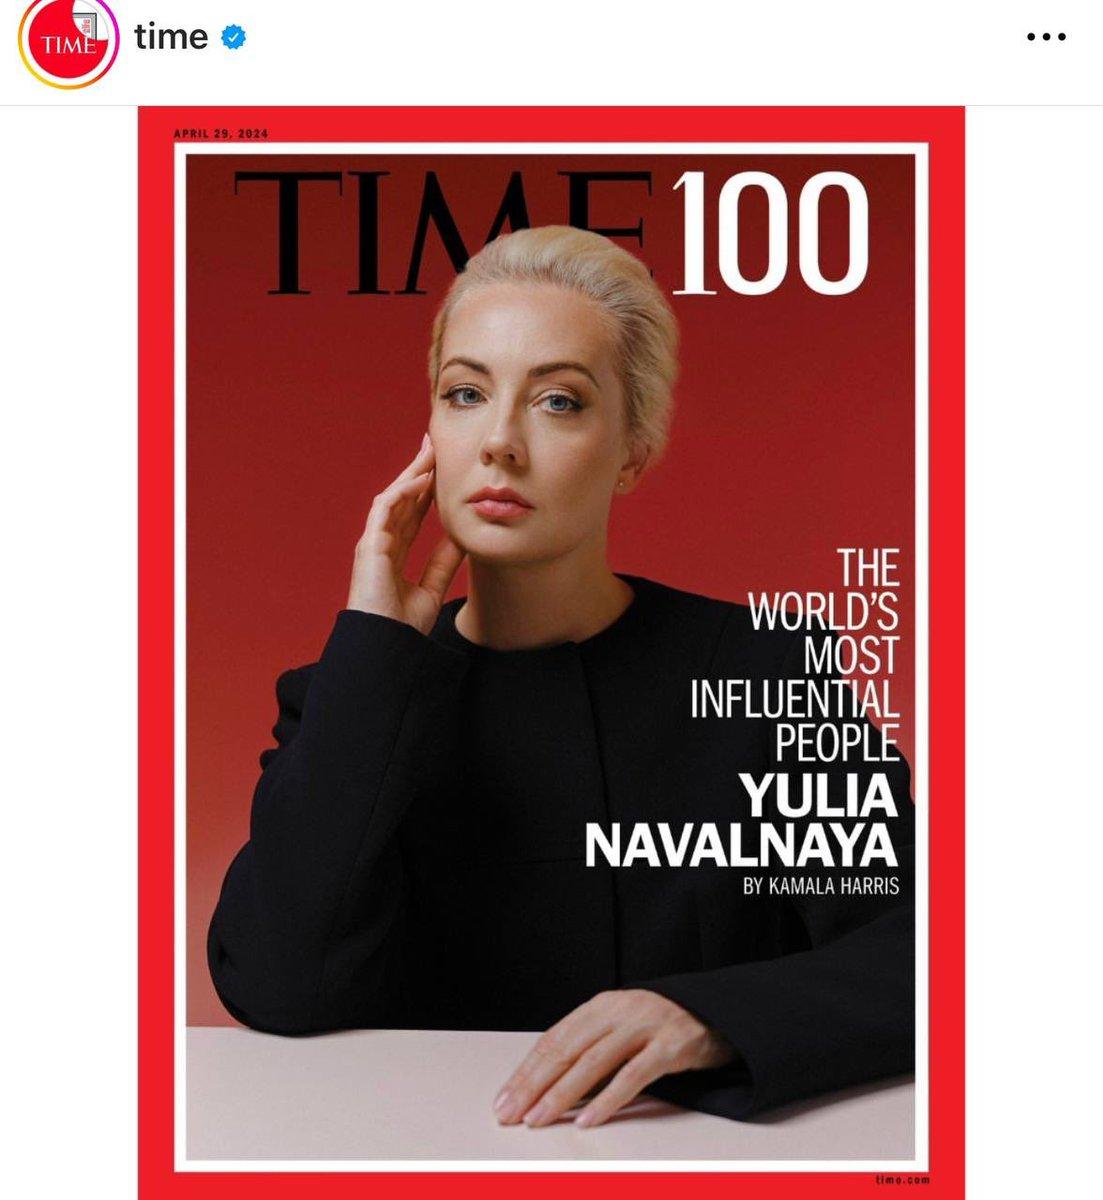 TIME
time
APRIL 29, 2024
TIME 100
THE
WORLD'S
MOST
INFLUENTIAL
PEOPLE
YULIA
NAVALNAYA
BY KAMALA HARRIS
time.com